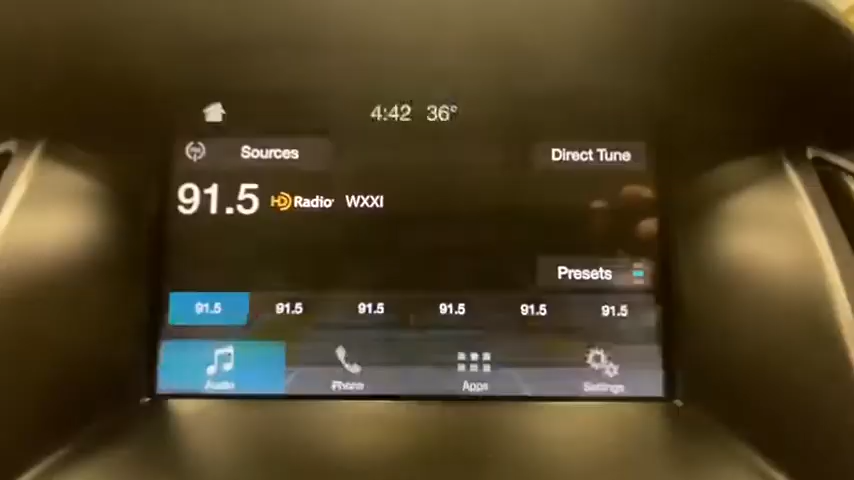 4:42 36°
Sources
Direct Tune
91.5 HD Radio WXXI
Presets
91.5 91.5 91.5 91.5 91.5 91.5
Audio Phone Apps Settings